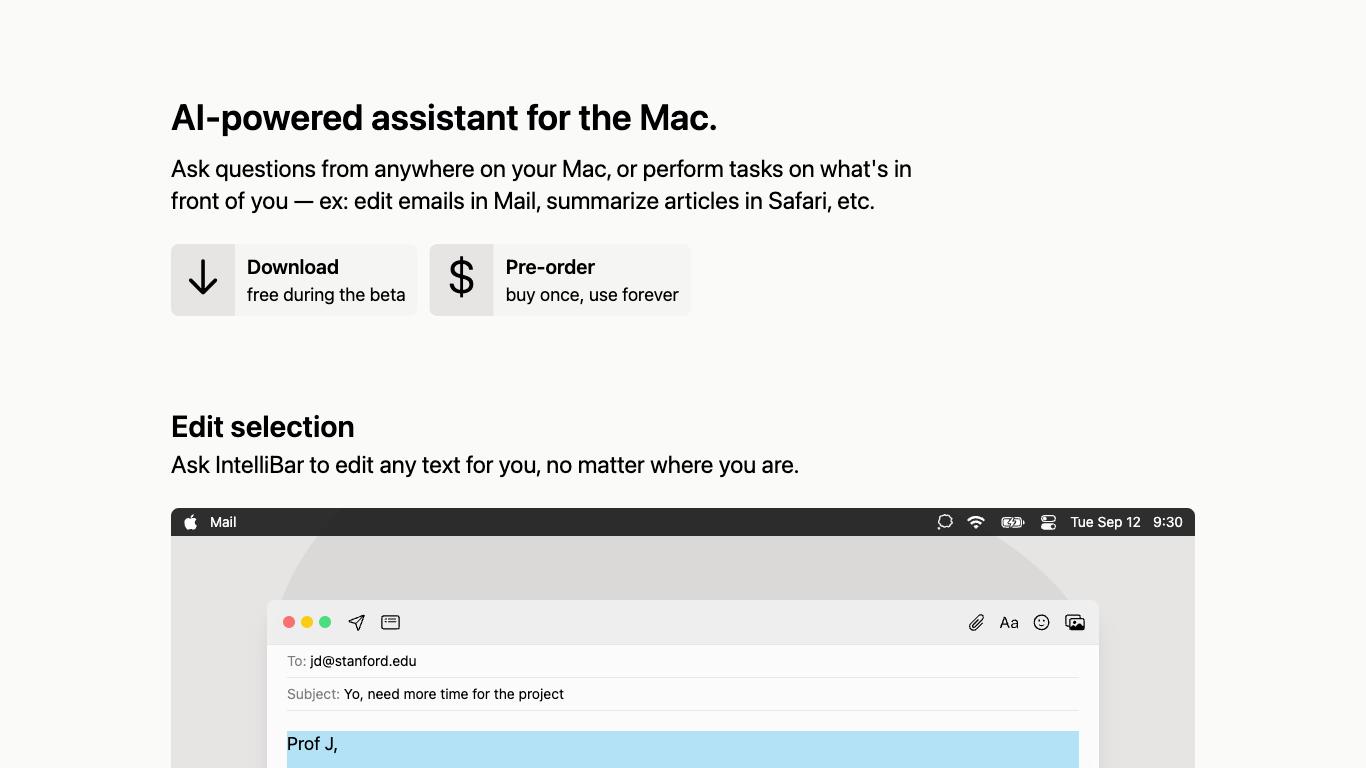 AI-powered assistant for the Mac.
Ask questions from anywhere on your Mac, or perform tasks on what's in
front of you — ex: edit emails in Mail, summarize articles in Safari, etc.
Download
free during the beta
$
Pre-order
buy once, use forever
Edit selection
Ask IntelliBar to edit any text for you, no matter where you are.
Mail
Tue Sep 12 9:30
Aa
To: jd@stanford.edu
Subject: Yo, need more time for the project
Prof J,